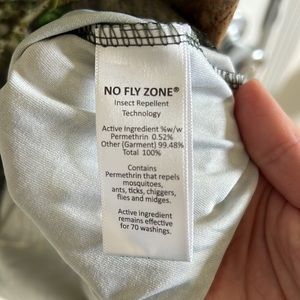 NO FLY ZONE®
Insect Repellent
Technology
Active Ingredient %w/w
Permethrin 0.52%
Other (Garment) 99.48%
Total 100%
Contains
Permethrin that repels
mosquitoes,
ants, ticks, chiggers,
flies and midges.
Active ingredient
remains effective
for 70 washings.